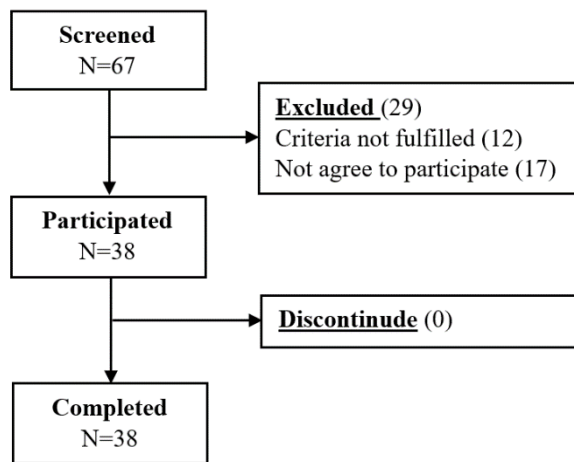 Screened
N=67
Excluded (29)
Criteria not fulfilled (12)
Not agree to participate (17)
Participated
N=38
Discontinude (0)
Completed
N=38